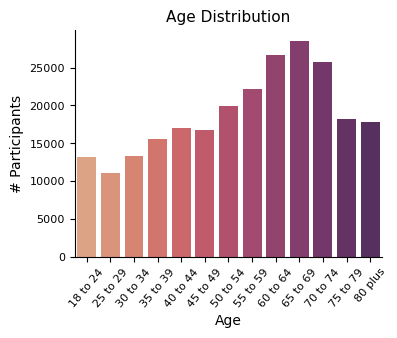 Age Distribution
# Participants
25000
20000
15000
10000
5000
0
18 to 24
25 to 29
30 to 34
35 to 39
40 to 44
45 to 49
50 to 54
55 to 59
60 to 64
65 to 69
70 to 74
75 to 79
80 plus
Age